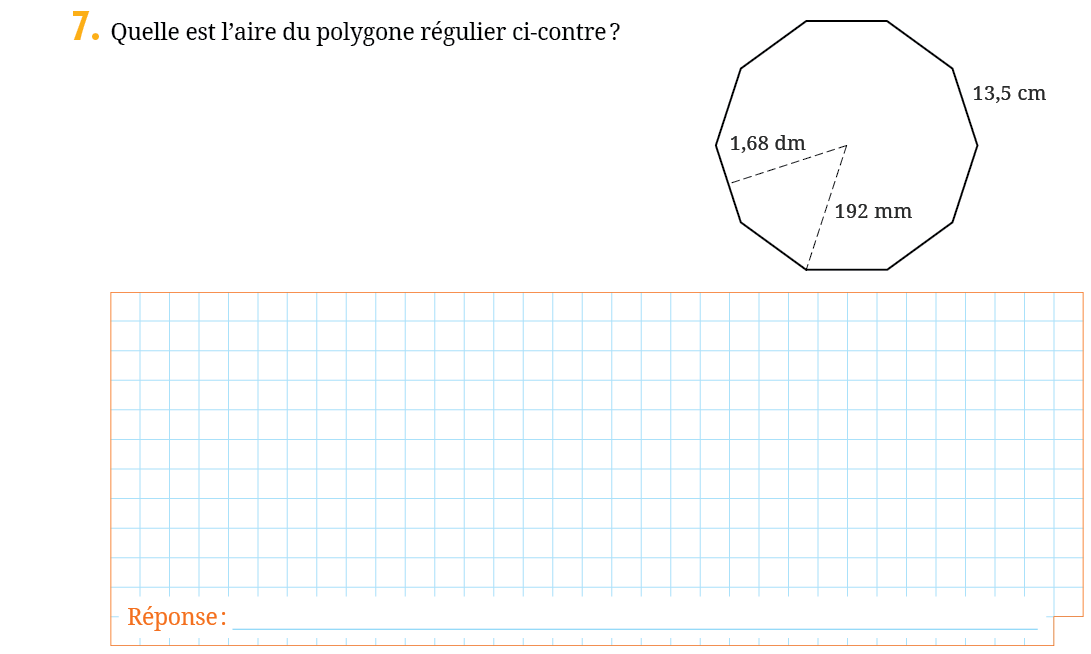 7. Quelle est l’aire du polygone régulier ci-contre ?
13,5 cm
1,68 dm
192 mm
Réponse :